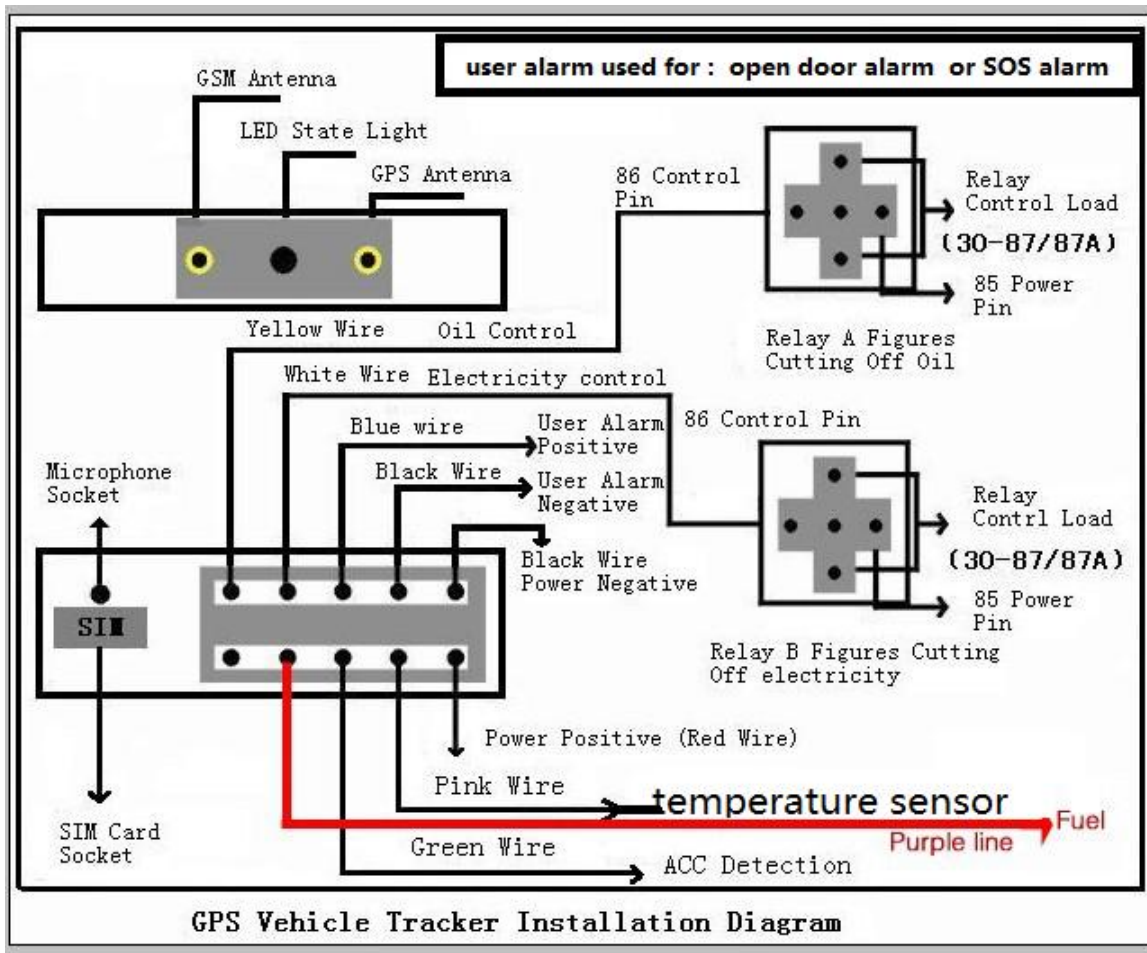 user alarm used for : open door alarm or SOS alarm
GSM Antenna
LED State Light
GPS Antenna
86 Control
Pin
Relay
Control Load
(30-87/87A)
85 Power
Pin
Yellow Wire
Oil Control
Relay A Figures
Cutting Off Oil
White Wire
Electricity control
Blue wire
User Alarm
Positive
86 Control Pin
Microphone
Socket
Black Wire
User Alarm
Negative
Relay
Contrl Load
(30-87/87A)
Black Wire
Power Negative
85 Power
Pin
SIM
Relay B Figures Cutting
Off electricity
Power Positive (Red Wire)
Pink Wire
temperature sensor
Fuel
Purple line
SIM Card
Socket
Green Wire
ACC Detection
GPS Vehicle Tracker Installation Diagram